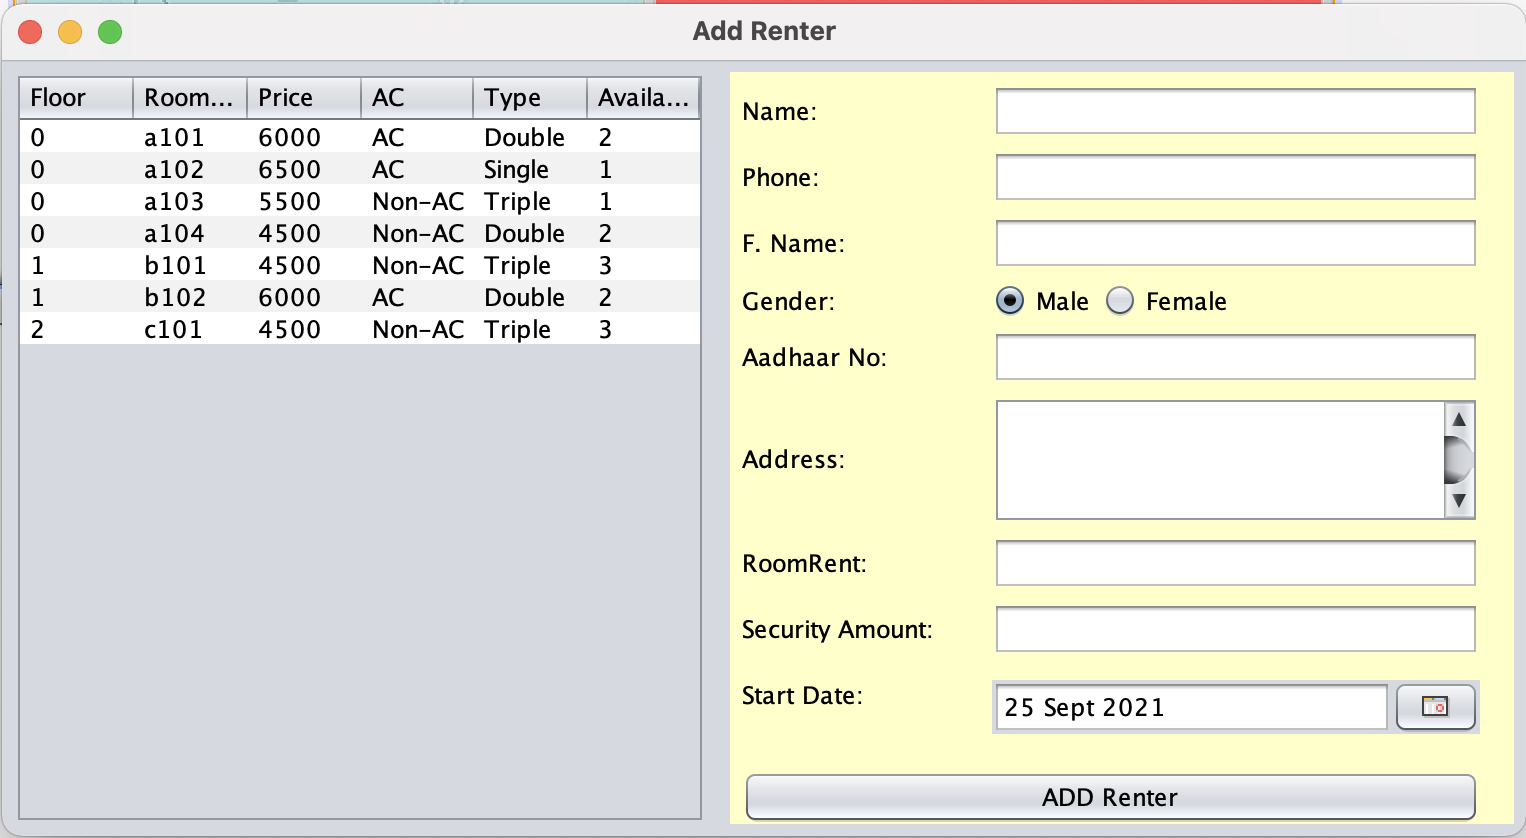 Add Renter
Floor Room... Price AC Type Availa...
0 a101 6000 AC Double 2
0 a102 6500 AC Single 1
0 a103 5500 Non-AC Triple 1
0 a104 4500 Non-AC Double 2
1 b101 4500 Non-AC Triple 3
1 b102 6000 AC Double 2
2 c101 4500 Non-AC Triple 3
Name:
Phone:
F. Name:
Gender: Male Female
Aadhaar No:
Address:
RoomRent:
Security Amount:
Start Date: 25 Sept 2021
ADD Renter